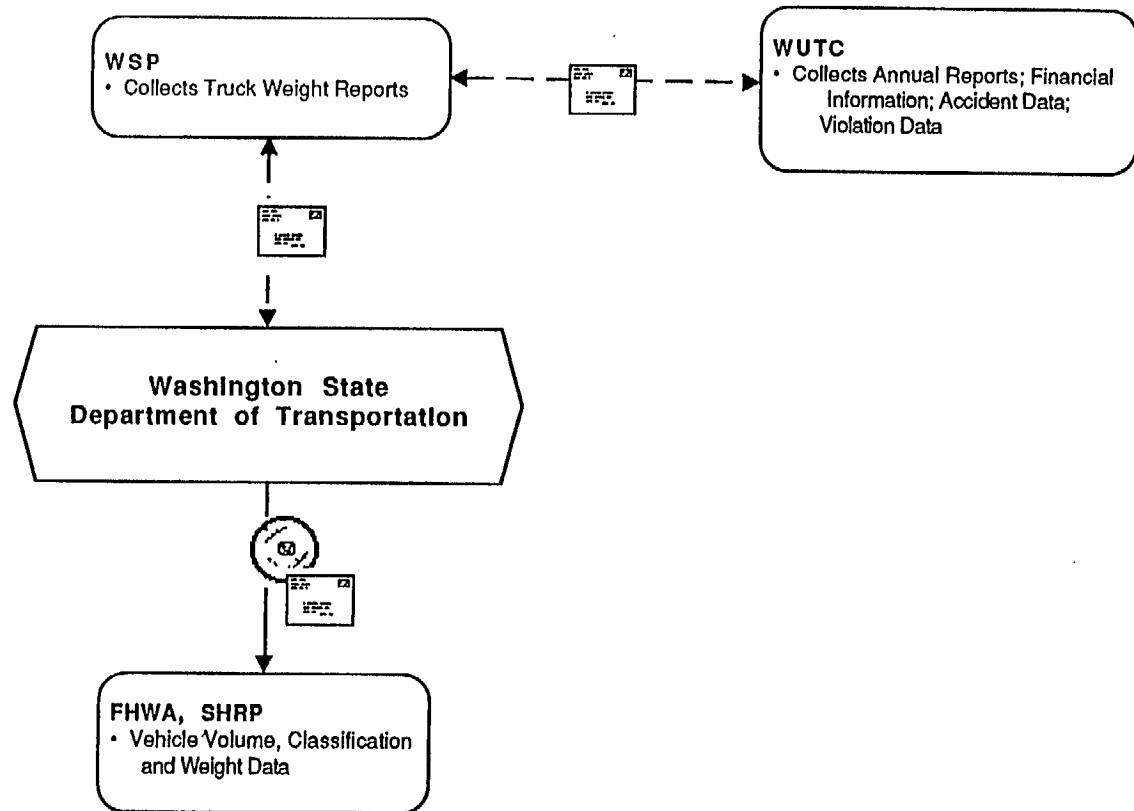 WSP
• Collects Truck Weight Reports
WUTC
• Collects Annual Reports; Financial
Information; Accident Data;
Violation Data
Washington State
Department of Transportation
FHWA, SHRP
• Vehicle Volume, Classification
and Weight Data